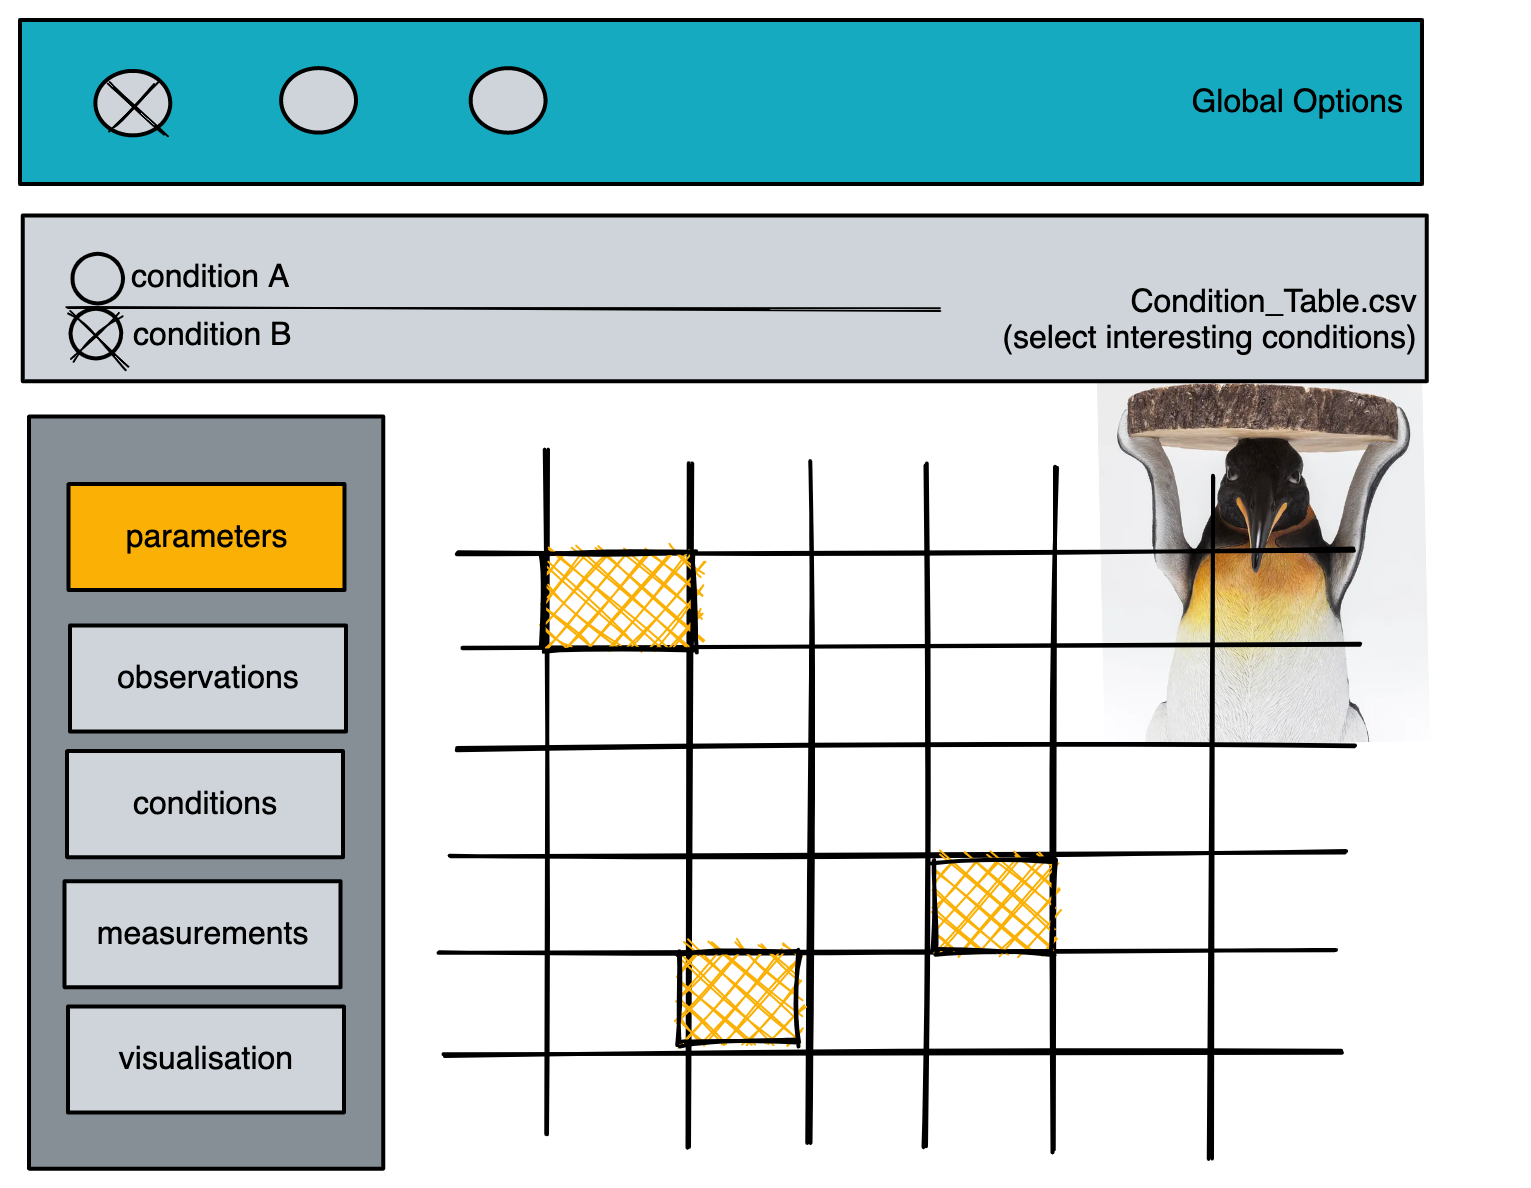 Global Options
condition A
condition B
Condition_Table.csv
(select interesting conditions)
parameters
observations
conditions
measurements
visualisation